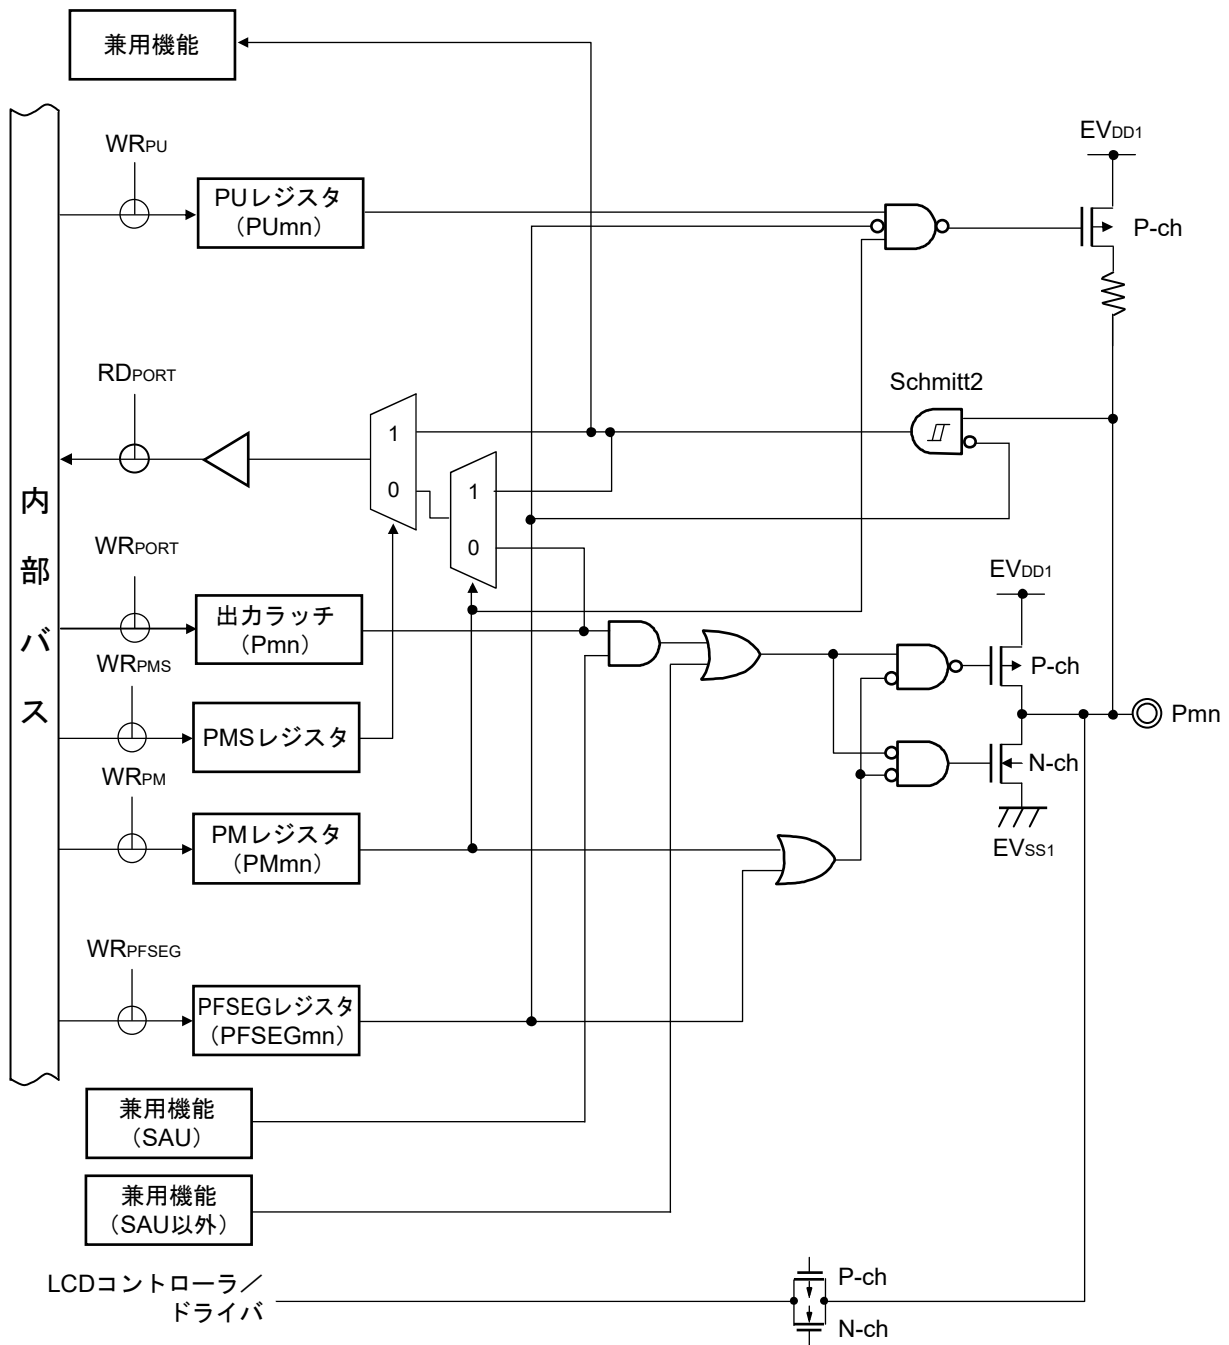 兼用機能
WRPU
PUレジスタ
（PUmn）
EVDD1
P-ch
RDPORT
Schmitt2
1
0
1
0
内部バス
WRPORT
出力ラッチ
（Pmn）
EVDD1
P-ch
WRPMS
PMSレジスタ
Pmn
N-ch
WRPM
PMレジスタ
（PMmn）
EVSS1
WRPFSEG
PFSEGレジスタ
（PFSEGmn）
兼用機能
（SAU）
兼用機能
（SAU以外）
LCDコントローラ／
ドライバ
P-ch
N-ch